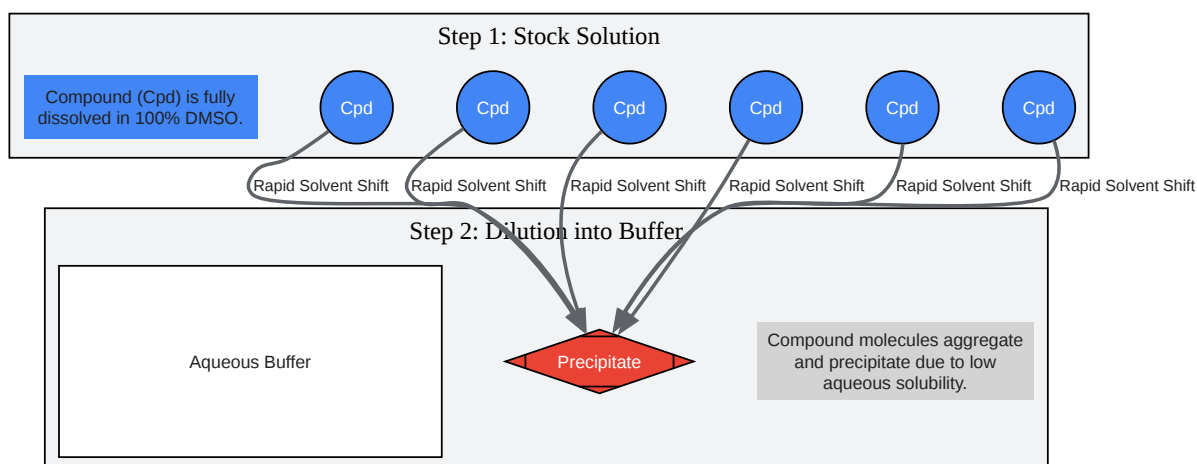 Step 1: Stock Solution
Compound (Cpd) is fully
dissolved in 100% DMSO.
Cpd
Cpd
Cpd
Cpd
Cpd
Cpd
Rapid Solvent Shift
Rapid Solvent Shift
Rapid Solvent Shift
Rapid Solvent Shift
Rapid Solvent Shift
Rapid Solvent Shift
Step 2: Dilution into Buffer
Aqueous Buffer
Precipitate
Compound molecules aggregate
and precipitate due to low
aqueous solubility.